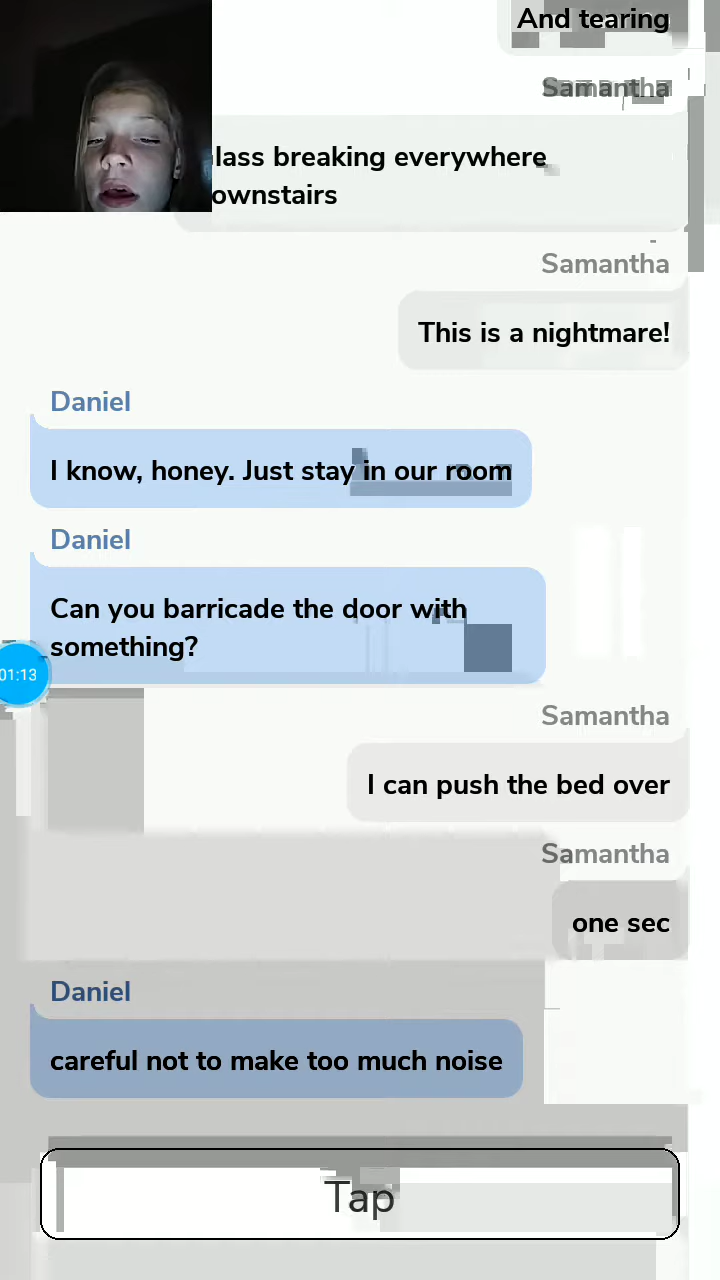 And tearing
Samantha
lass breaking everywhere
ownstairs
Samantha
This is a nightmare!
Daniel
I know, honey. Just stay in our room
Daniel
Can you barricade the door with
something?
01:13
Samantha
I can push the bed over
Samantha
one sec
Daniel
careful not to make too much noise
Tap